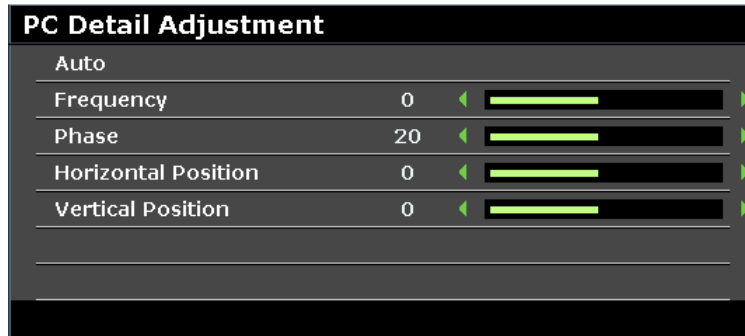 PC Detail Adjustment
Auto
Frequency 0
Phase 20
Horizontal Position 0
Vertical Position 0